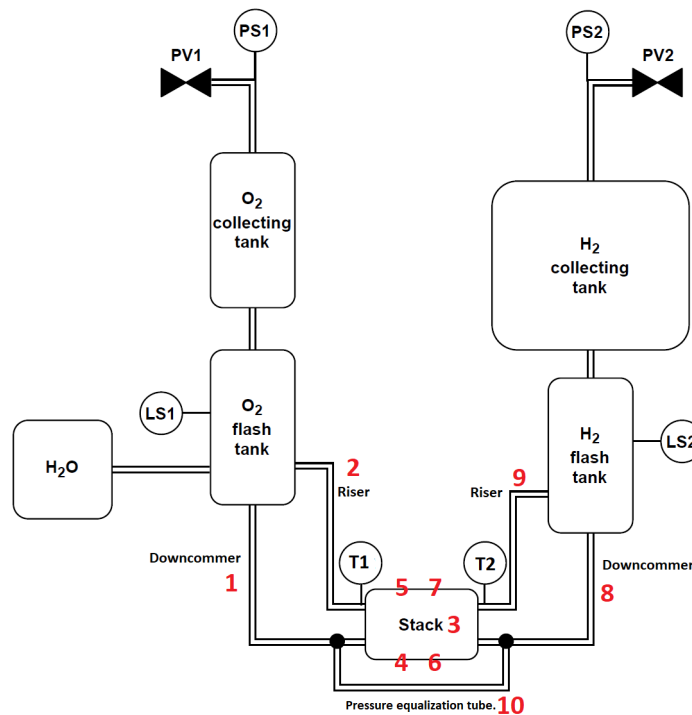 PS1
PS2
PV1
PV2
O2
collecting
tank
H2
collecting
tank
LS1
O2
flash
tank
H2
flash
tank
LS2
H2O
2
Riser
9
Riser
Downcommer
1
T1
T2
Downcommer
8
5 7
Stack 3
4 6
Pressure equalization tube. 10